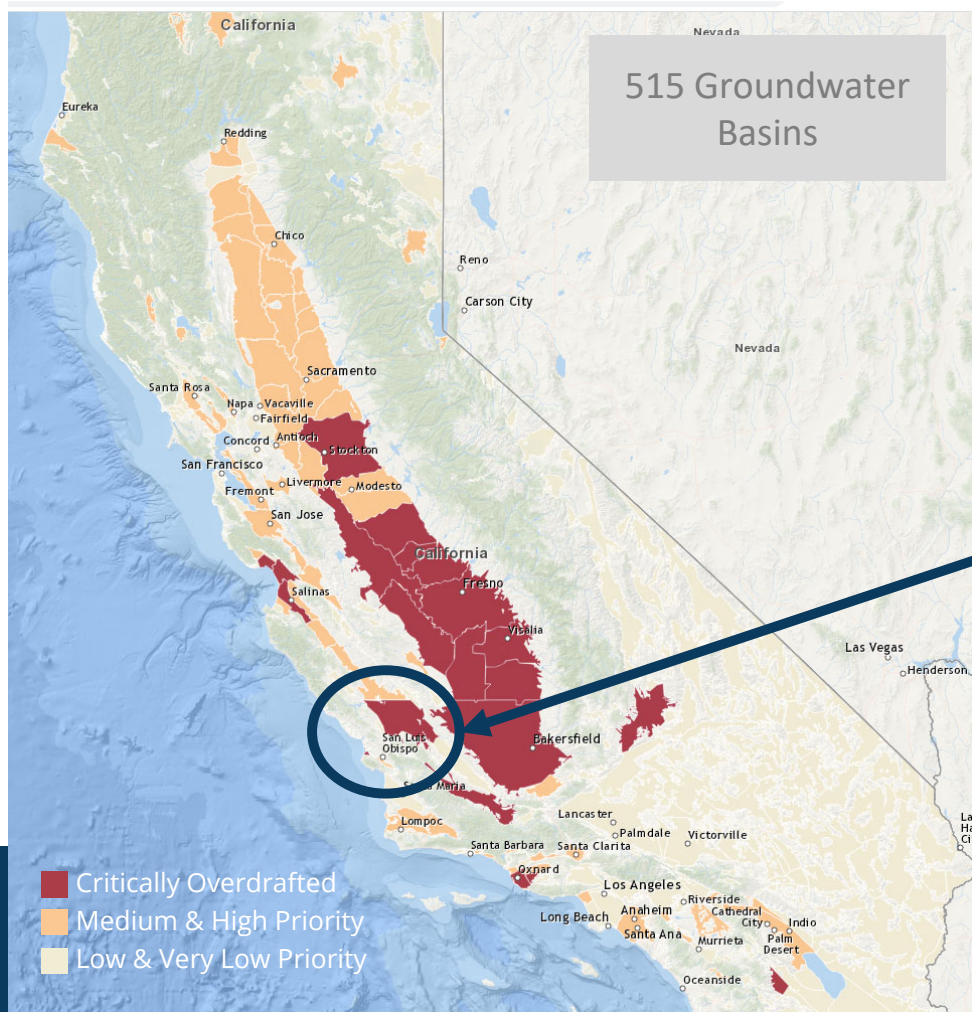 California
Nevada
515 Groundwater
Basins
Eureka
Redding
Chico
Reno
Carson City
Nevada
Sacramento
Santa Rosa
Napa
Vacaville
Fairfield
Concord
Antioch
Stockton
San Francisco
Livermore
Modesto
Fremont
San Jose
California
Fresno
Salinas
Visalia
Las Vegas
Henderson
San Luis
Obispo
Bakersfield
Santa Maria
Lompoc
Lancaster
Palmdale
Victorville
Santa Barbara
Santa Clarita
Oxnard
Los Angeles
Riverside
Long Beach
Anaheim
Cathedral
City
Indio
Santa Ana
Palm
Desert
Murrieta
Oceanside
La
Ha
Ci
Critically Overdrafted
Medium & High Priority
Low & Very Low Priority